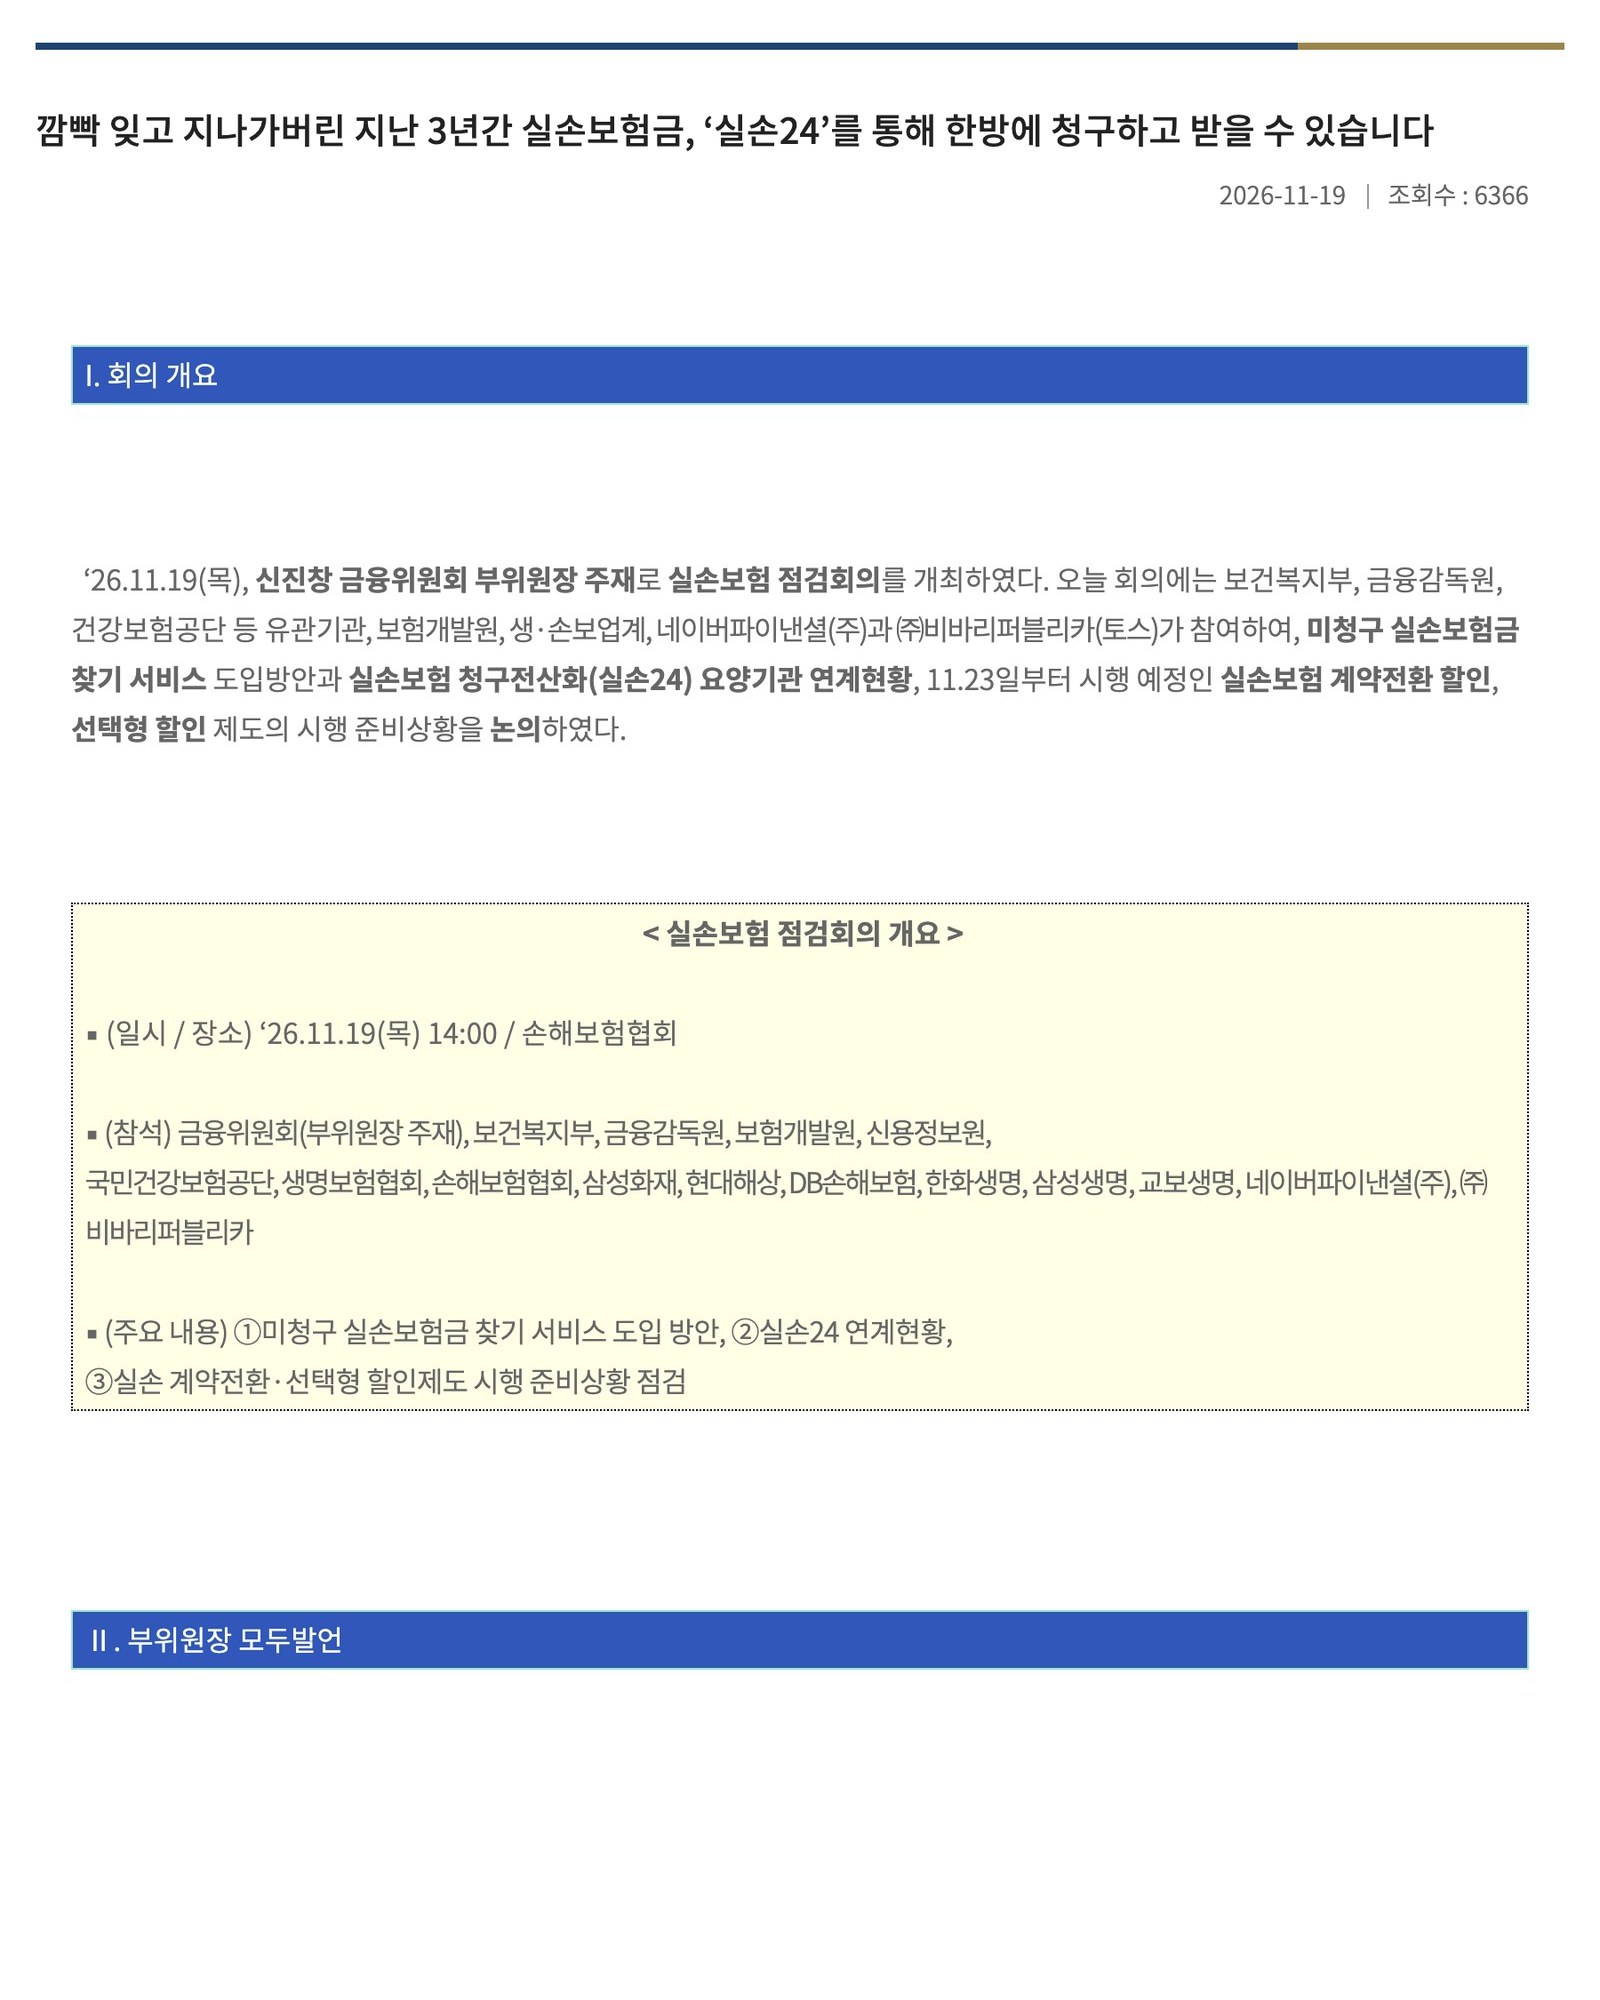 깜빡 잊고 지나가버린 지난 3년간 실손보험금, ‘실손24’를 통해 한방에 청구하고 받을 수 있습니다
2026-11-19 | 조회수 : 6366
Ⅰ. 회의 개요
‘26.11.19(목), 신진창 금융위원회 부위원장 주재로 실손보험 점검회의를 개최하였다. 오늘 회의에는 보건복지부, 금융감독원,
건강보험공단 등 유관기관, 보험개발원, 생·손보업계, 네이버파이낸셜(주)과 ㈜비바리퍼블리카(토스)가 참여하여, 미청구 실손보험금
찾기 서비스 도입방안과 실손보험 청구전산화(실손24) 요양기관 연계현황, 11.23일부터 시행 예정인 실손보험 계약전환 할인,
선택형 할인 제도의 시행 준비상황을 논의하였다.
< 실손보험 점검회의 개요 >
▪ (일시 / 장소) ‘26.11.19(목) 14:00 / 손해보험협회
▪ (참석) 금융위원회(부위원장 주재), 보건복지부, 금융감독원, 보험개발원, 신용정보원,
국민건강보험공단, 생명보험협회, 손해보험협회, 삼성화재, 현대해상, DB손해보험, 한화생명, 삼성생명, 교보생명, 네이버파이낸셜(주), ㈜
비바리퍼블리카
▪ (주요 내용) ①미청구 실손보험금 찾기 서비스 도입 방안, ②실손24 연계현황,
③실손 계약전환·선택형 할인제도 시행 준비상황 점검
Ⅱ. 부위원장 모두발언